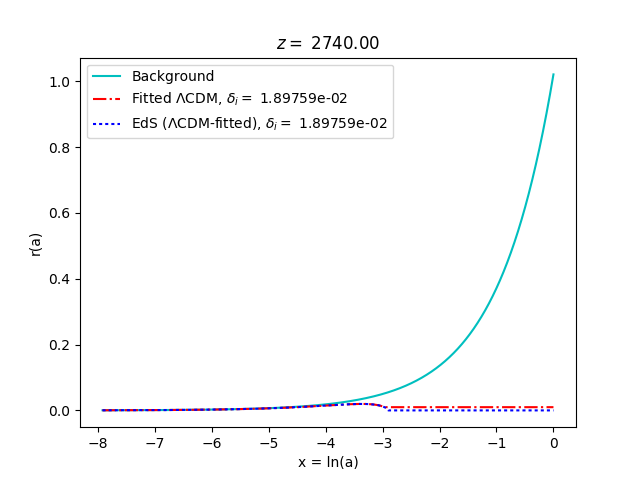 z = 2740.00
Background
Fitted ΛCDM, δi = 1.89759e-02
EdS (ΛCDM-fitted), δi = 1.89759e-02
r(a)
1.0
0.8
0.6
0.4
0.2
0.0
−8 −7 −6 −5 −4 −3 −2 −1 0
x = ln(a)